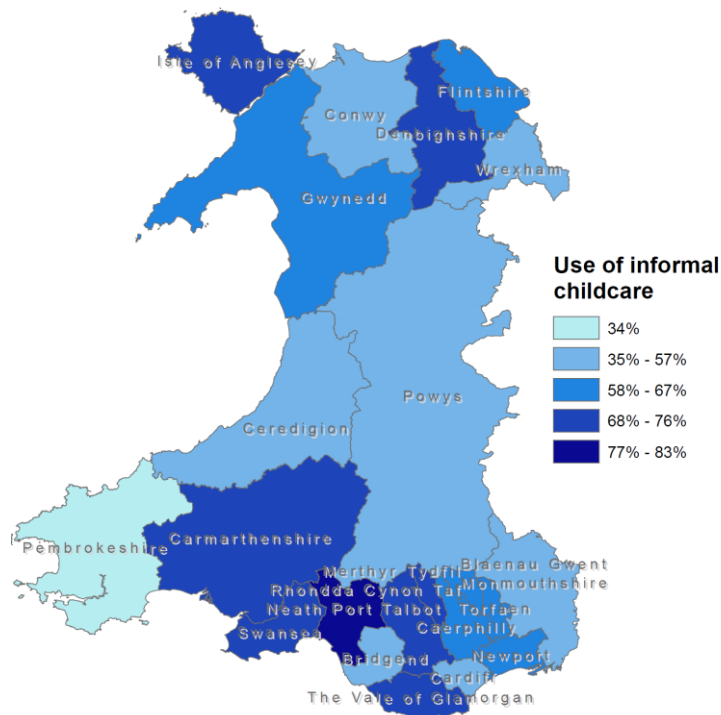 Isle of Anglesey
Flintshire
Conwy
Denbighshire
Wrexham
Gwynedd
Use of informal
childcare
34%
35% - 57%
58% - 67%
68% - 76%
77% - 83%
Powys
Ceredigion
Carmarthenshire
Pembrokeshire
Merthyr Tydfil
Blaenau Gwent
Monmouthshire
Rhondda Cynon Taf
Neath Port Talbot
Torfaen
Caerphilly
Swansea
Bridgend
Newport
Cardiff
The Vale of Glamorgan